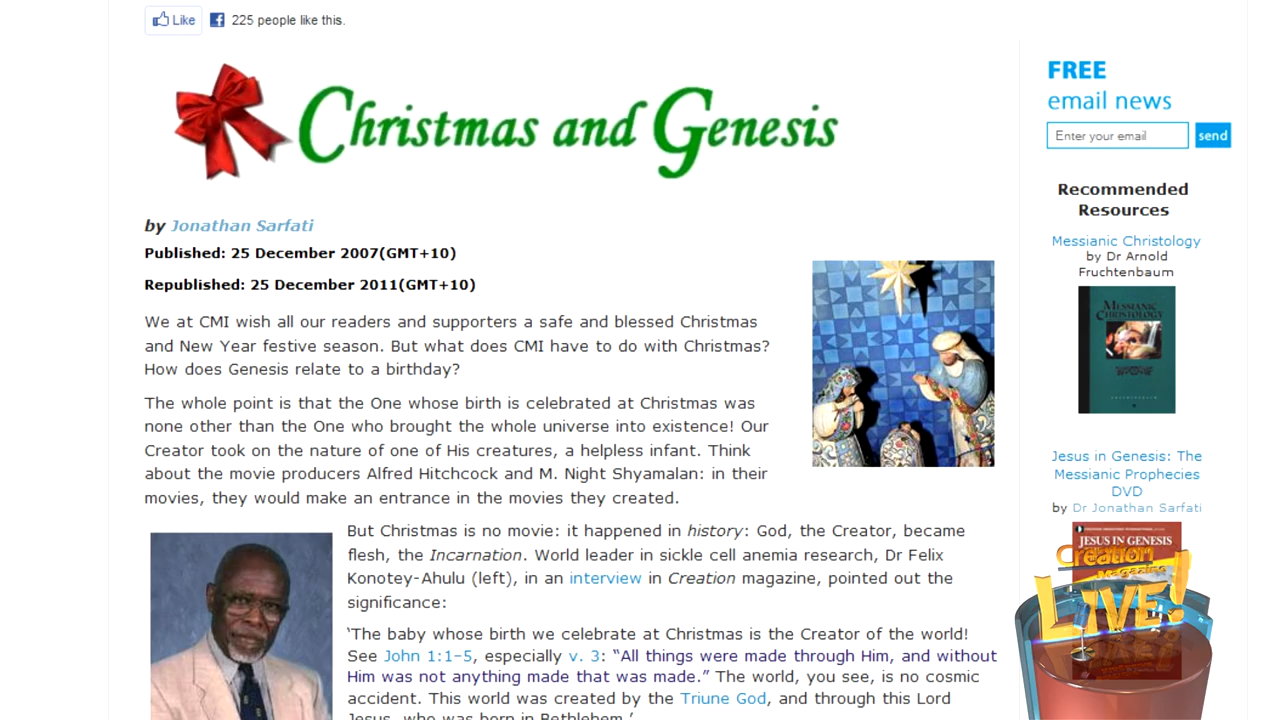 Like
225 people like this.
Christmas and Genesis
by Jonathan Sarfati
Published: 25 December 2007(GMT+10)
Republished: 25 December 2011(GMT+10)
We at CMI wish all our readers and supporters a safe and blessed Christmas
and New Year festive season. But what does CMI have to do with Christmas?
How does Genesis relate to a birthday?
The whole point is that the One whose birth is celebrated at Christmas was
none other than the One who brought the whole universe into existence! Our
Creator took on the nature of one of His creatures, a helpless infant. Think
about the movie producers Alfred Hitchcock and M. Night Shyamalan: in their
movies, they would make an entrance in the movies they created.
But Christmas is no movie: it happened in history: God, the Creator, became
flesh, the Incarnation. World leader in sickle cell anemia research, Dr Felix
Konotey-Ahulu (left), in an interview in Creation magazine, pointed out the
significance:
‘The baby whose birth we celebrate at Christmas is the Creator of the world!
See John 1:1–5, especially v. 3: “All things were made through Him, and without
Him was not anything made that was made.” The world, you see, is no cosmic
accident. This world was created by the Triune God, and through this Lord
Jesus, who was born in Bethlehem.’
FREE
email news
Enter your email
send
Recommended
Resources
Messianic Christology
by Dr Arnold
Fruchtenbaum
MESSIANIC
CHRISTOLOGY
Jesus in Genesis: The
Messianic Prophecies
DVD
by Dr Jonathan Sarfati
JESUS IN GENESIS
Creation
Magazine
LIVE!